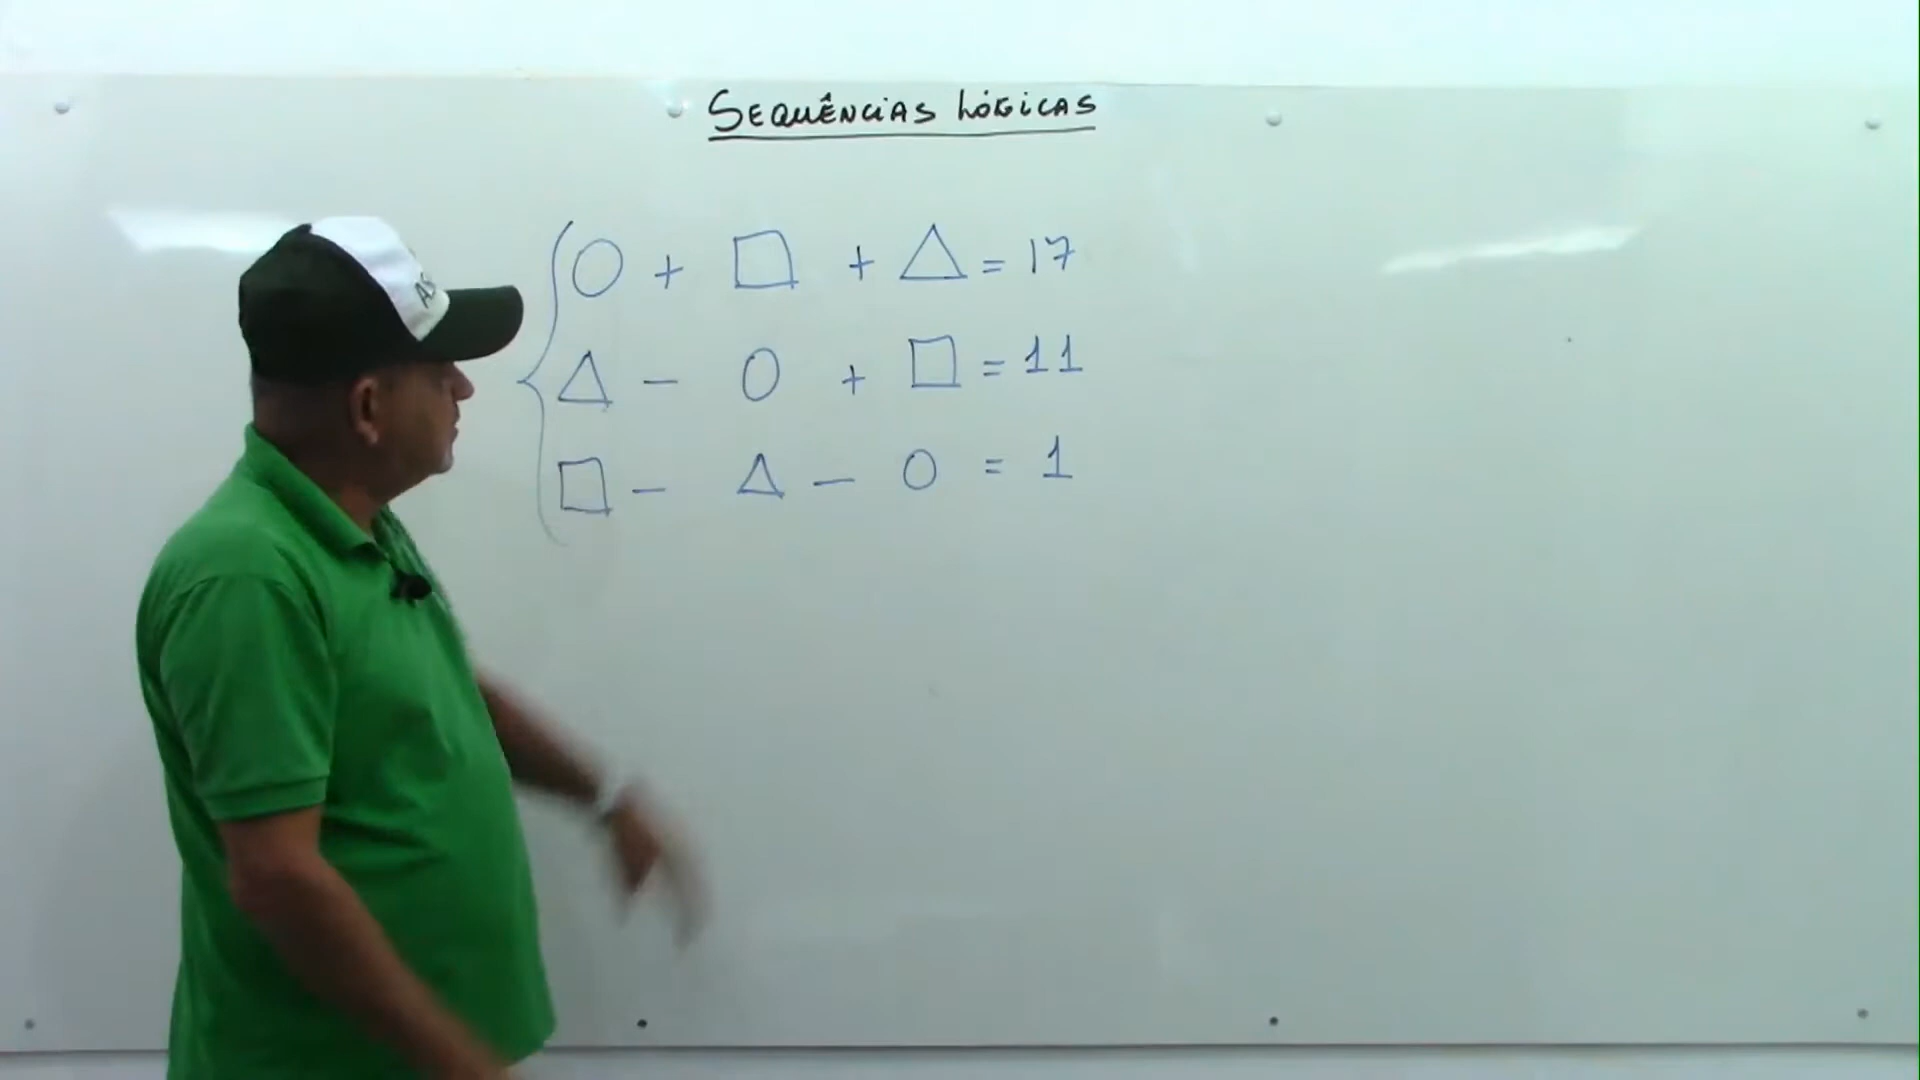 SEQUÊNCIAS LÓGICAS
○ + □ + △ = 17
△ - ○ + □ = 11
□ - △ - ○ = 1